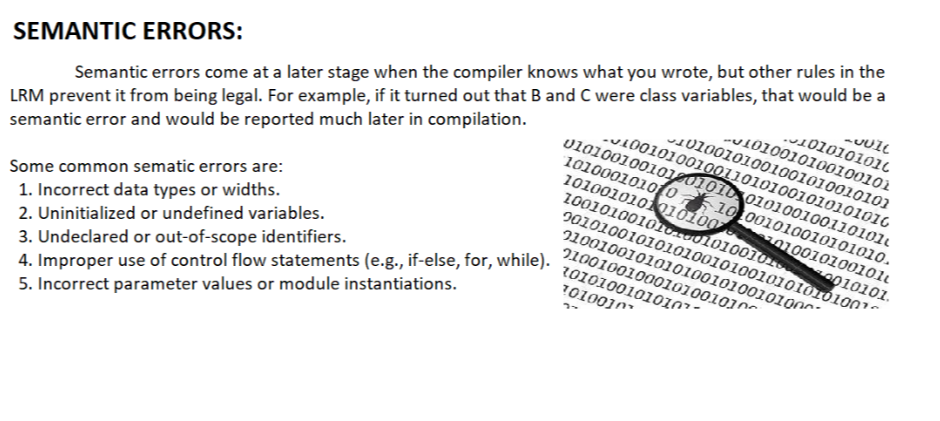 SEMANTIC ERRORS:
Semantic errors come at a later stage when the compiler knows what you wrote, but other rules in the
LRM prevent it from being legal. For example, if it turned out that B and C were class variables, that would be a
semantic error and would be reported much later in compilation.
Some common sematic errors are:
1. Incorrect data types or widths.
2. Uninitialized or undefined variables.
3. Undeclared or out-of-scope identifiers.
4. Improper use of control flow statements (e.g., if-else, for, while).
5. Incorrect parameter values or module instantiations.